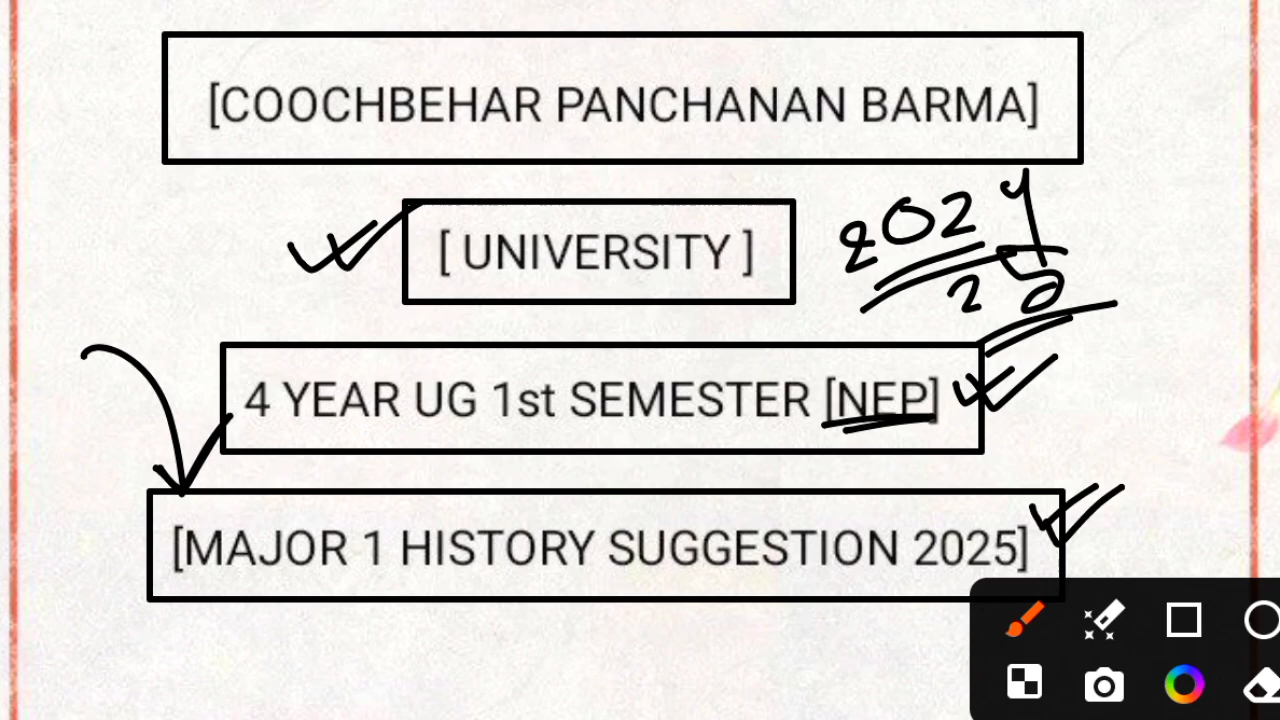 [COOCHBEHAR PANCHANAN BARMA]
[ UNIVERSITY ]
2024
25
4 YEAR UG 1st SEMESTER [NEP]
[MAJOR 1 HISTORY SUGGESTION 2025]